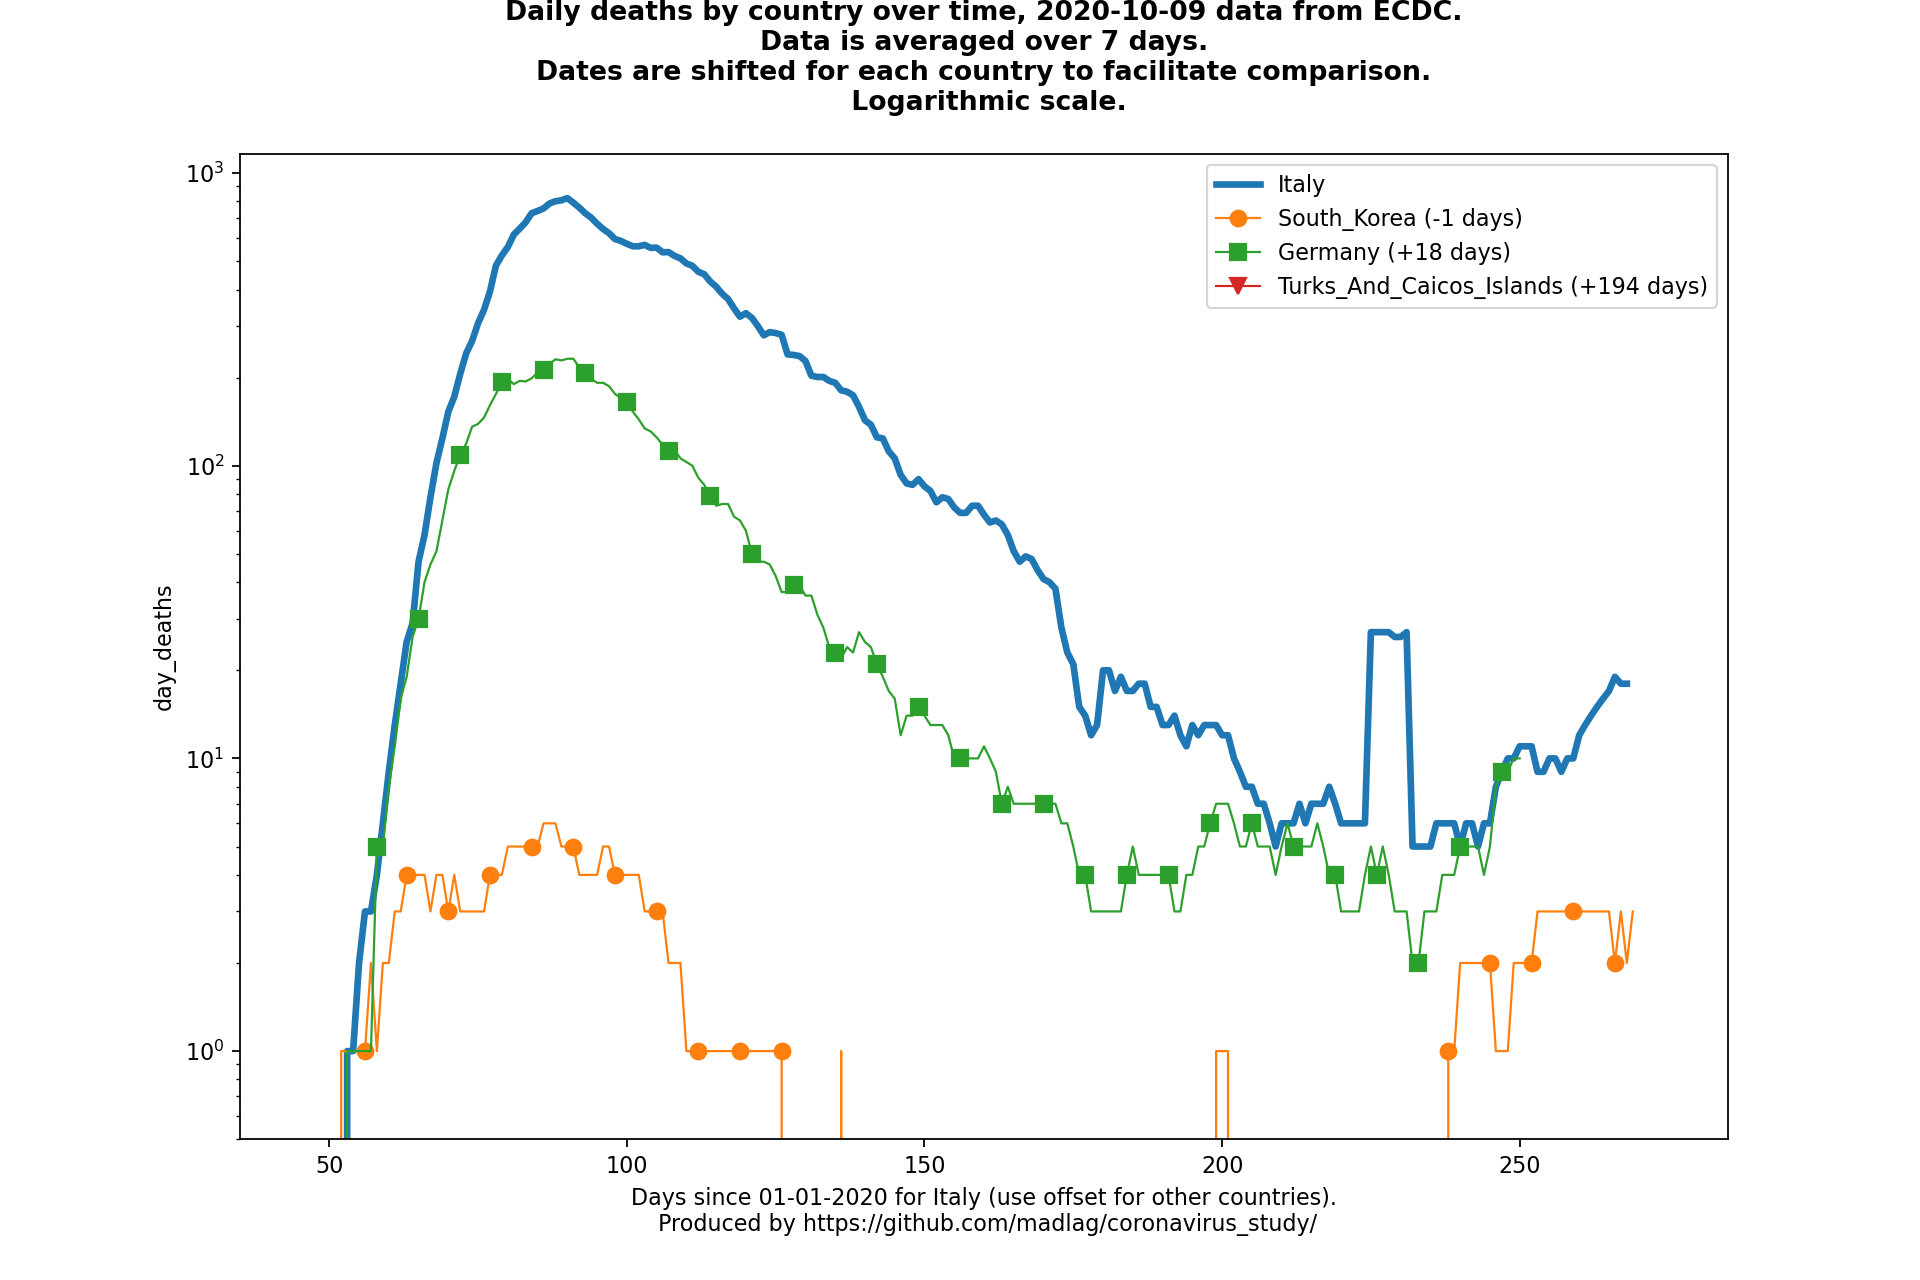 Daily deaths by country over time, 2020-10-09 data from ECDC.
Data is averaged over 7 days.
Dates are shifted for each country to facilitate comparison.
Logarithmic scale.
10³
10²
10¹
10⁰
day_deaths
Italy
South_Korea (-1 days)
Germany (+18 days)
Turks_And_Caicos_Islands (+194 days)
50 100 150 200 250
Days since 01-01-2020 for Italy (use offset for other countries).
Produced by https://github.com/madlag/coronavirus_study/